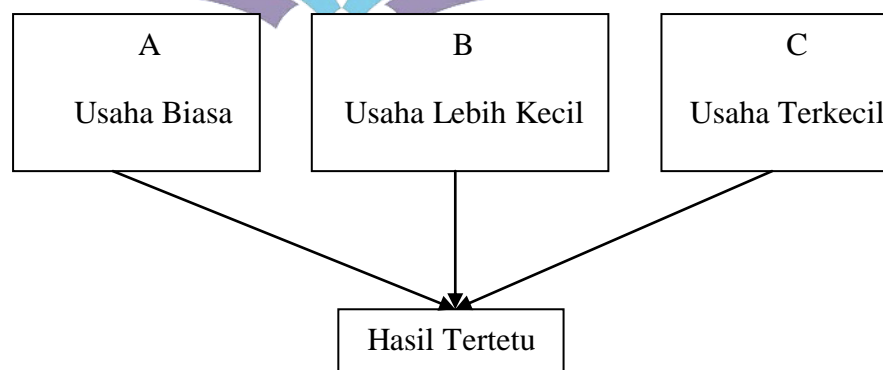 A
Usaha Biasa
B
Usaha Lebih Kecil
C
Usaha Terkecil
Hasil Tertetu